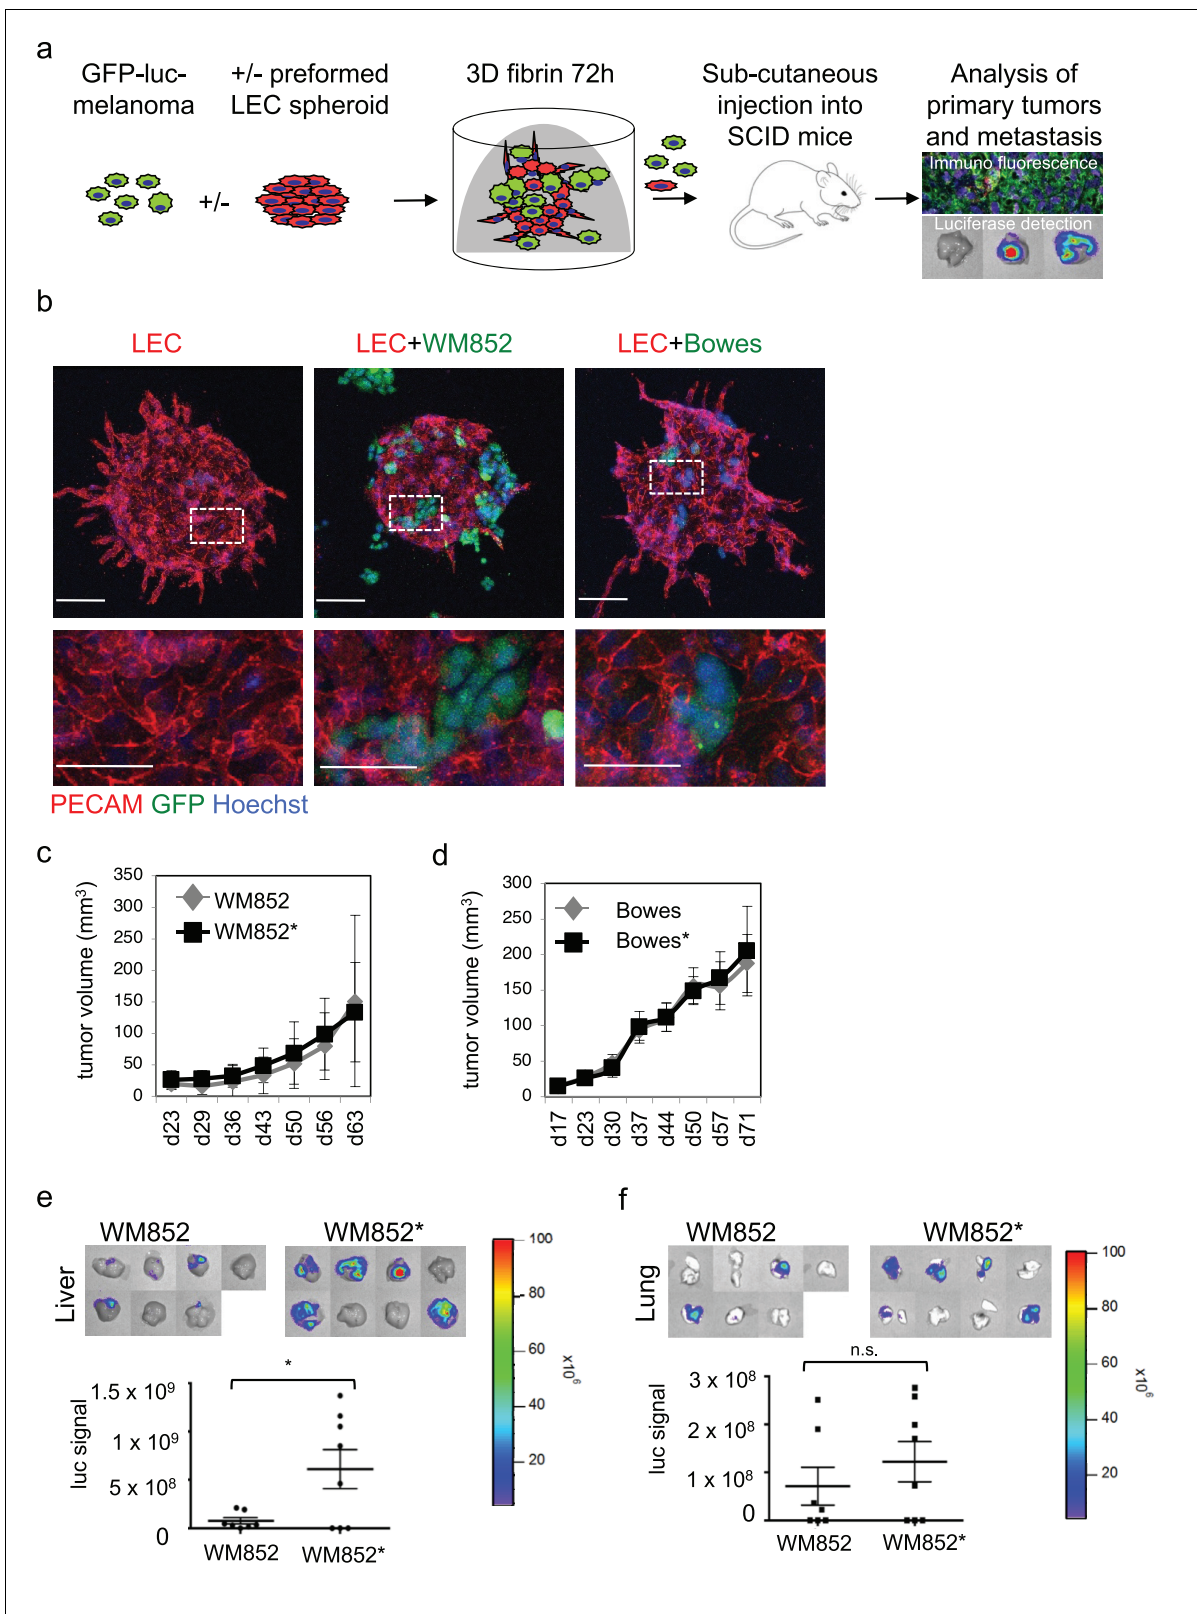 a
GFP-luc-
melanoma
+/- preformed
LEC spheroid
3D fibrin 72h
Sub-cutaneous
injection into
SCID mice
Analysis of
primary tumors
and metastasis
+/-
Immuno fluorescence
Luciferase detection
b
LEC
LEC+WM852
LEC+Bowes
PECAM GFP Hoechst
c
tumor volume (mm³)
350
300
250
200
150
100
50
0
WM852
WM852*
d23
d29
d36
d43
d50
d56
d63
d
tumor volume (mm³)
300
250
200
150
100
50
0
Bowes
Bowes*
d17
d23
d30
d37
d44
d50
d57
d71
e
WM852
WM852*
Liver
100
80
60
40
20
x10⁶
*
luc signal
1.5 x 10⁹
1 x 10⁹
5 x 10⁸
0
WM852
WM852*
f
WM852
WM852*
Lung
100
80
60
40
20
x10⁶
n.s.
luc signal
3 x 10⁸
2 x 10⁸
1 x 10⁸
0
WM852
WM852*